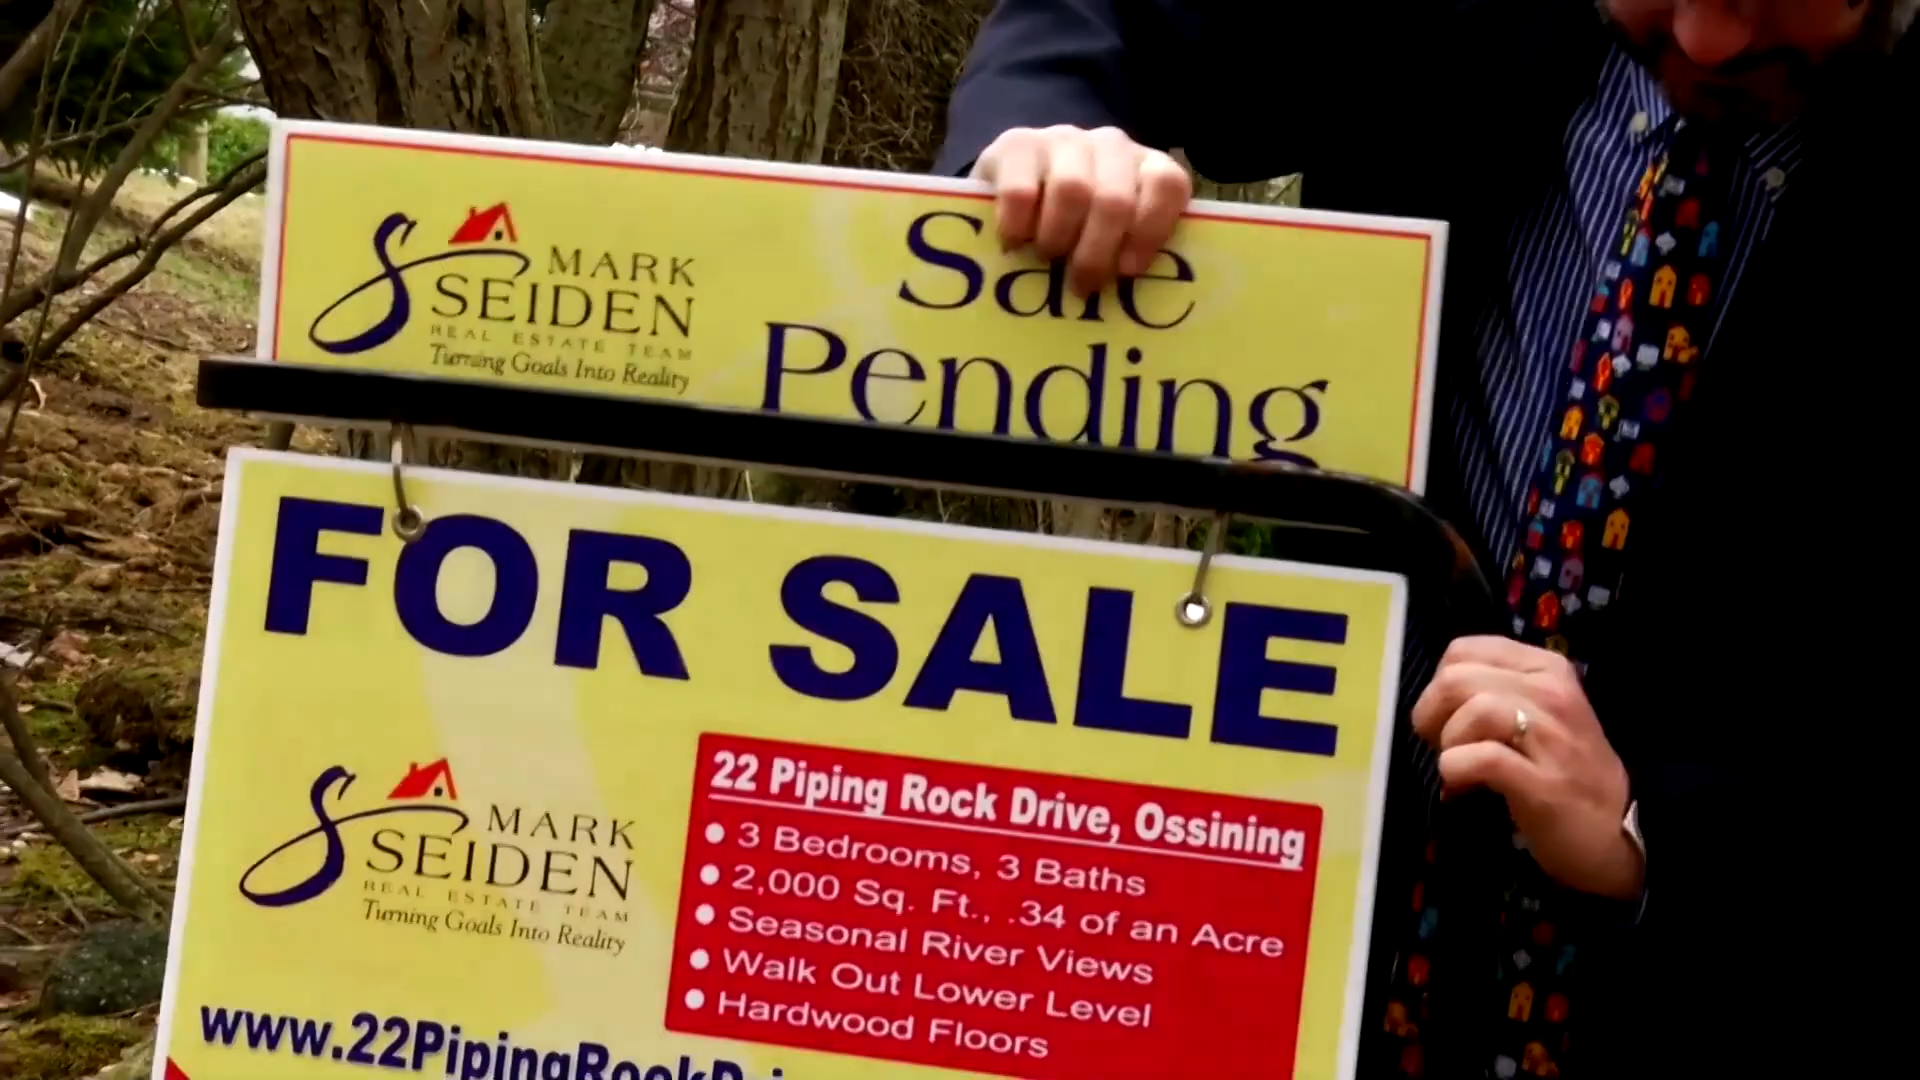 MARK
SEIDEN
REAL ESTATE TEAM
Turning Goals Into Reality
Sale
Pending
FOR SALE
MARK
SEIDEN
REAL ESTATE TEAM
Turning Goals Into Reality
22 Piping Rock Drive, Ossining
• 3 Bedrooms, 3 Baths
• 2,000 Sq. Ft., .34 of an Acre
• Seasonal River Views
• Walk Out Lower Level
• Hardwood Floors
www.22PipingRockDri